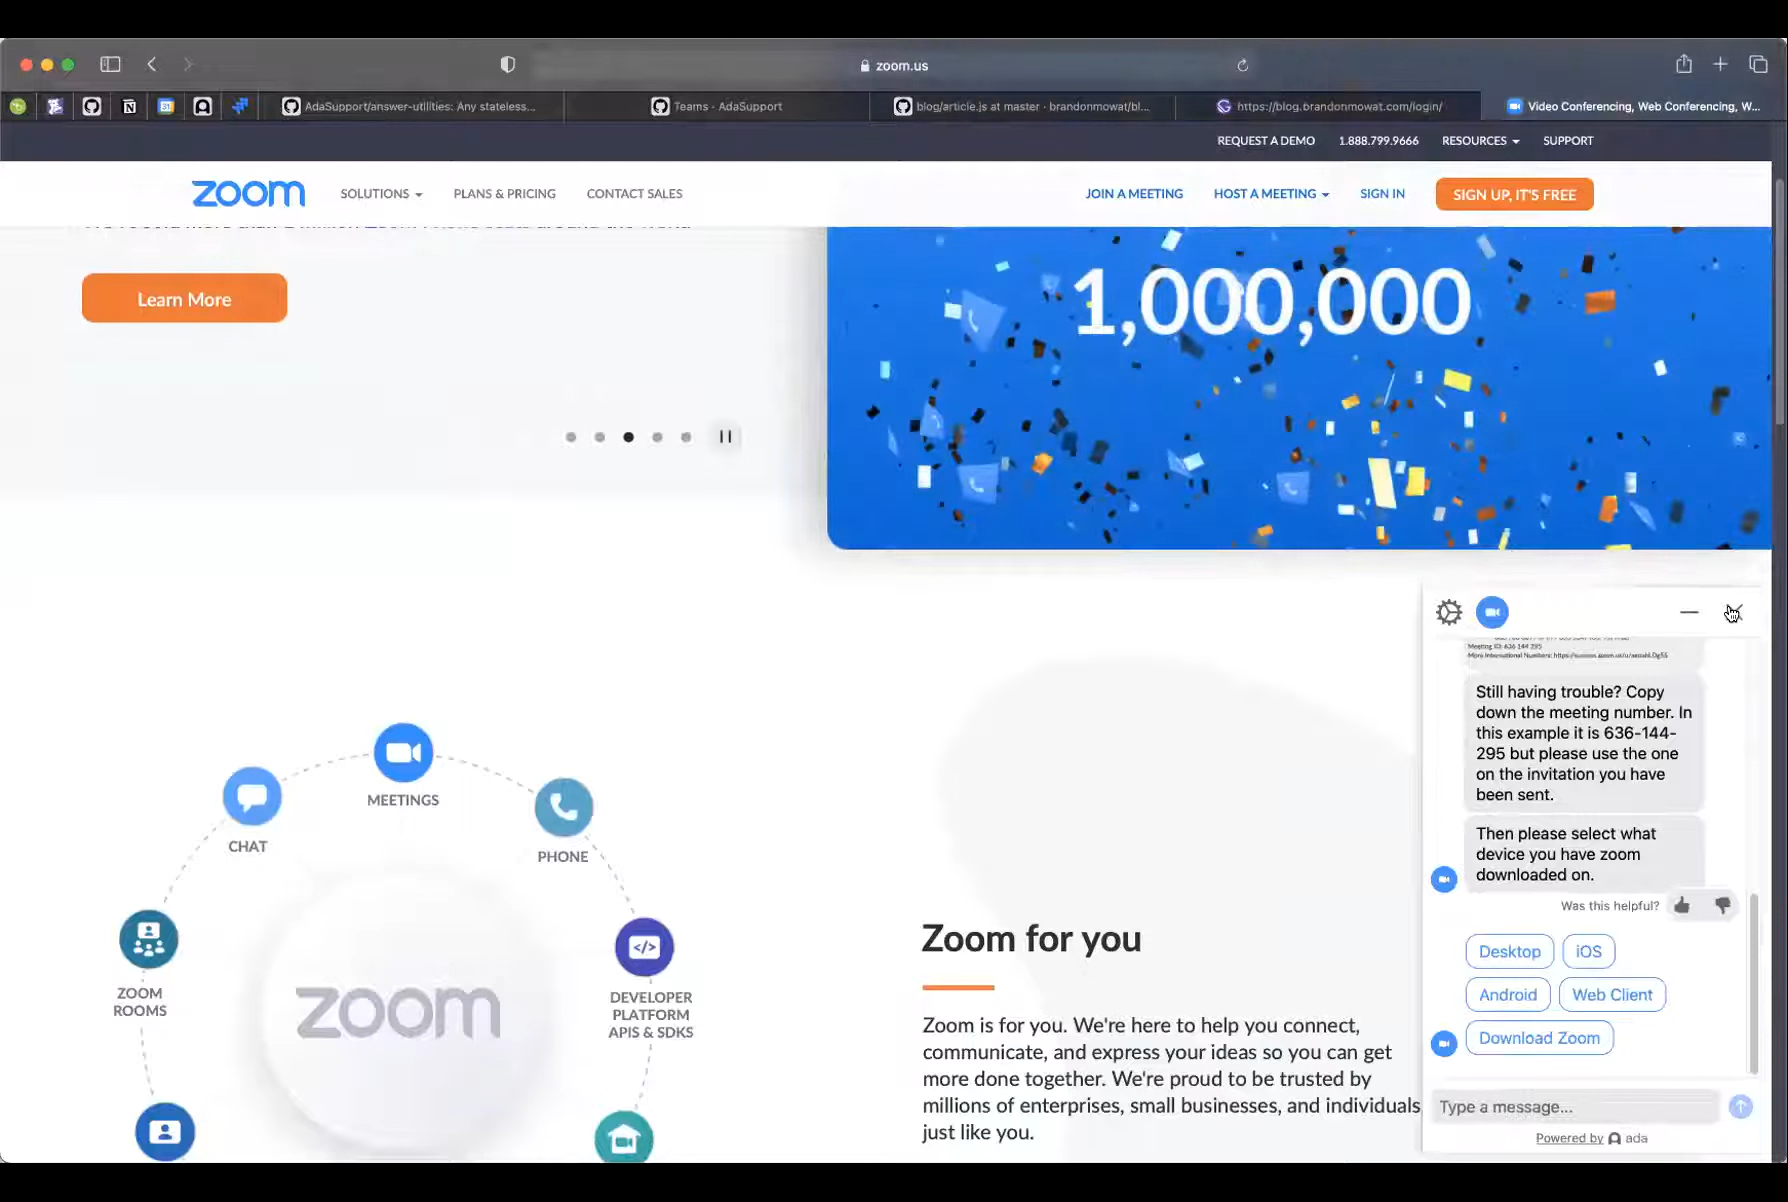 zoom.us
AdaSupport/answer-utilities: Any stateless...
Teams · AdaSupport
blog/article.js at master · brandonmowat/bl...
https://blog.brandonmowat.com/login/
Video Conferencing, Web Conferencing, W...
REQUEST A DEMO
1.888.799.9666
RESOURCES
SUPPORT
zoom
SOLUTIONS
PLANS & PRICING
CONTACT SALES
JOIN A MEETING
HOST A MEETING
SIGN IN
SIGN UP, IT'S FREE
Learn More
1,000,000
MEETINGS
CHAT
PHONE
ZOOM
ROOMS
zoom
DEVELOPER
PLATFORM
APIS & SDKS
Zoom for you
Zoom is for you. We're here to help you connect,
communicate, and express your ideas so you can get
more done together. We're proud to be trusted by
millions of enterprises, small businesses, and individuals
just like you.
Meeting ID: 636 144 295
More International Numbers:
Still having trouble? Copy
down the meeting number. In
this example it is 636-144-
295 but please use the one
on the invitation you have
been sent.
Then please select what
device you have zoom
downloaded on.
Was this helpful?
Desktop
iOS
Android
Web Client
Download Zoom
Type a message...
Powered by ada